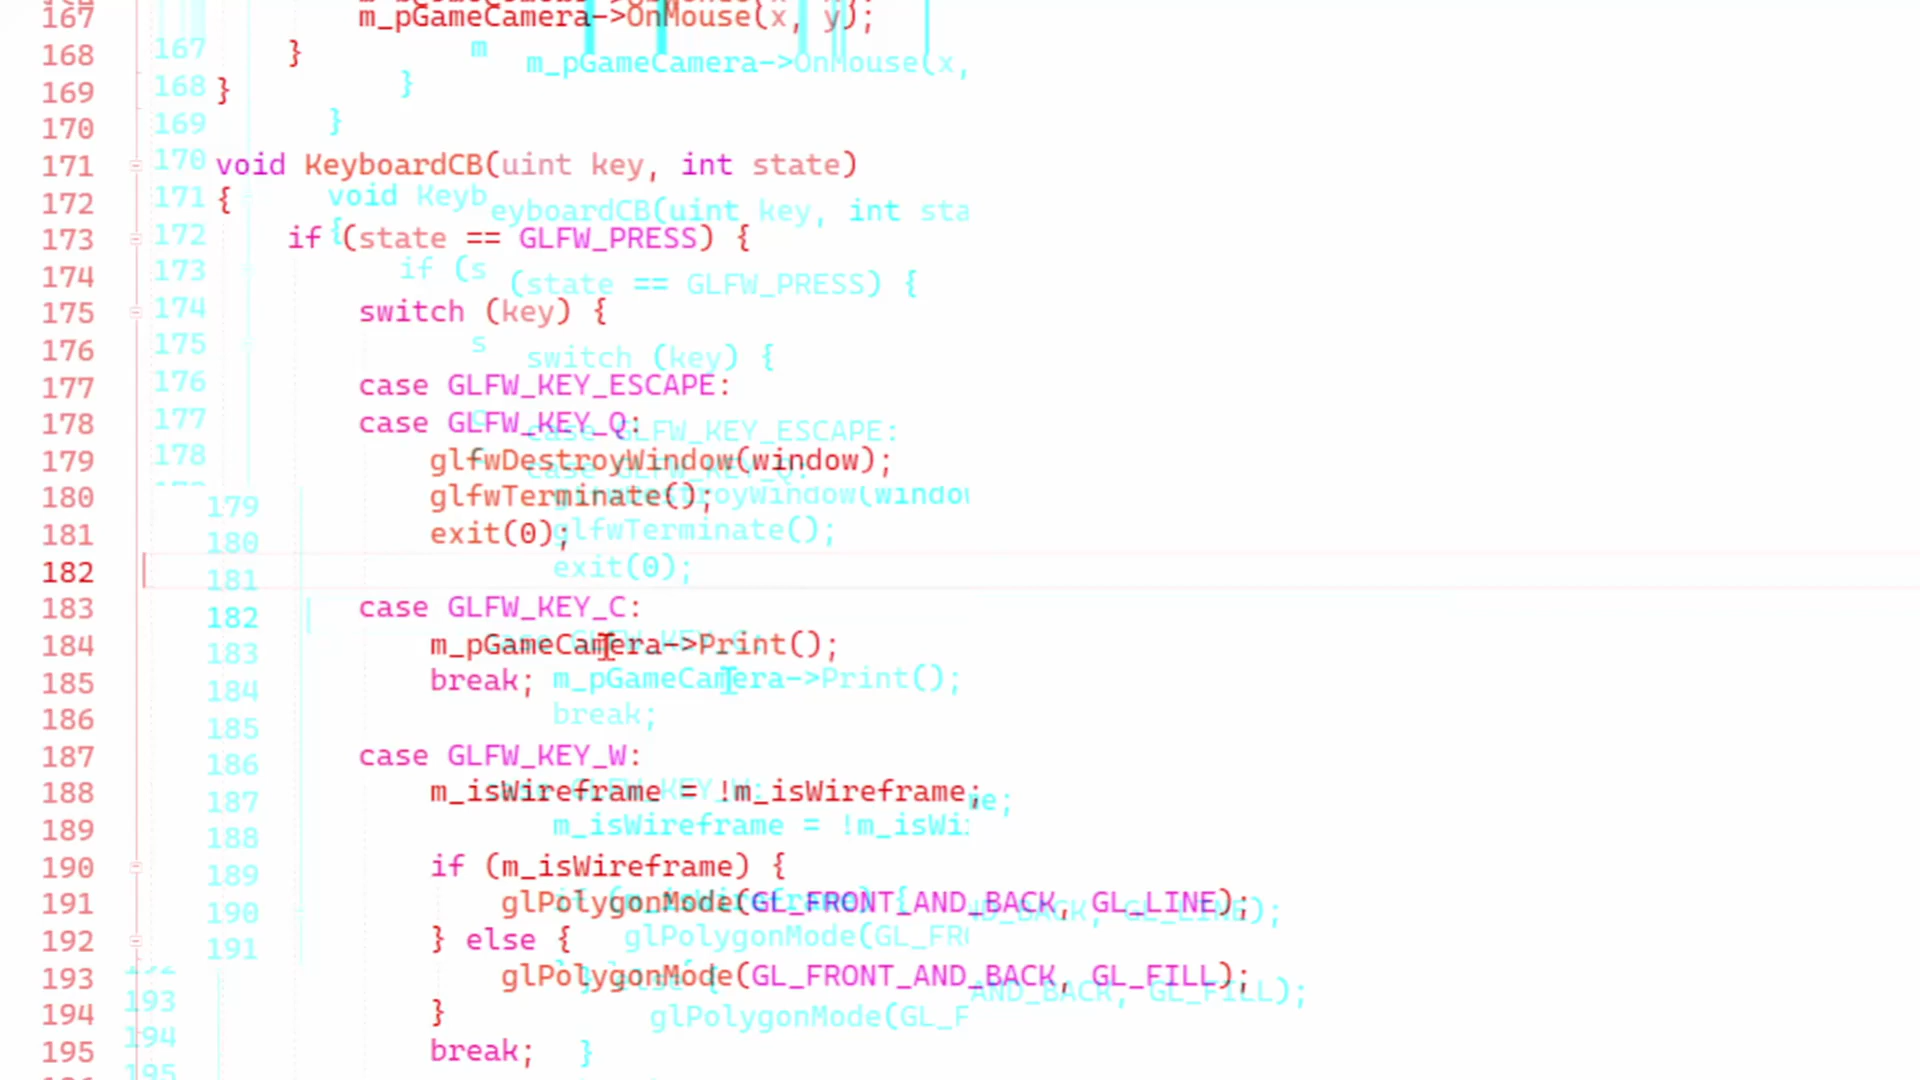 167 m_pGameCamera->OnMouse(x, y);
168 }
169 }
170
171 void KeyboardCB(uint key, int state)
172 {
173 if (state == GLFW_PRESS) {
174
175 switch (key) {
176
177 case GLFW_KEY_ESCAPE:
178 case GLFW_KEY_Q:
179 glfwDestroyWindow(window);
180 glfwTerminate();
181 exit(0);
182
183 case GLFW_KEY_C:
184 m_pGameCamera->Print();
185 break;
186
187 case GLFW_KEY_W:
188 m_isWireframe = !m_isWireframe;
189
190 if (m_isWireframe) {
191 glPolygonMode(GL_FRONT_AND_BACK, GL_LINE);
192 } else {
193 glPolygonMode(GL_FRONT_AND_BACK, GL_FILL);
194 }
195 break;